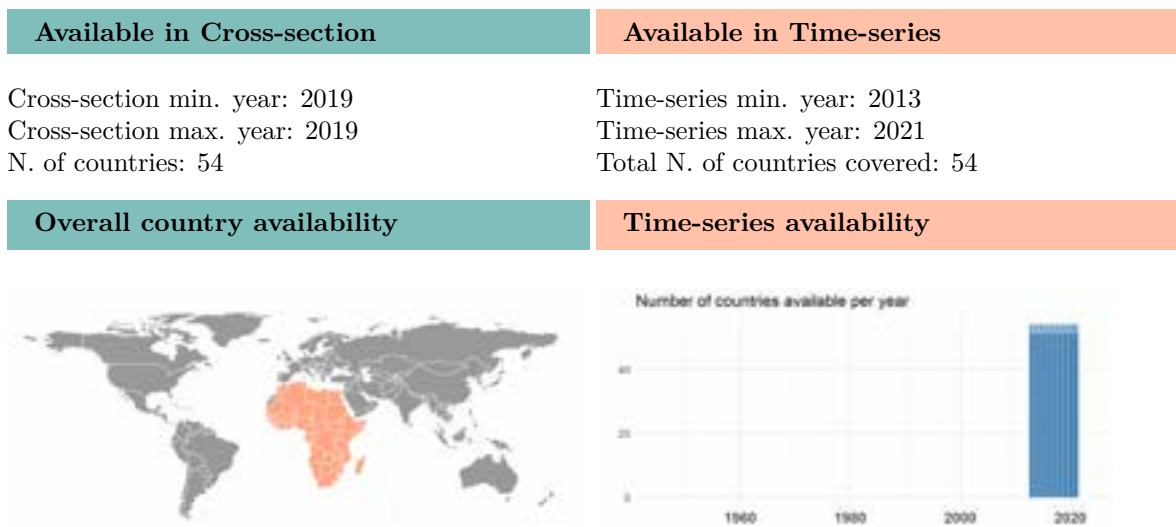 Available in Cross-section
Available in Time-series
Cross-section min. year: 2019
Cross-section max. year: 2019
N. of countries: 54
Time-series min. year: 2013
Time-series max. year: 2021
Total N. of countries covered: 54
Overall country availability
Time-series availability
Number of countries available per year
40
20
0
1960
1980
2000
2020